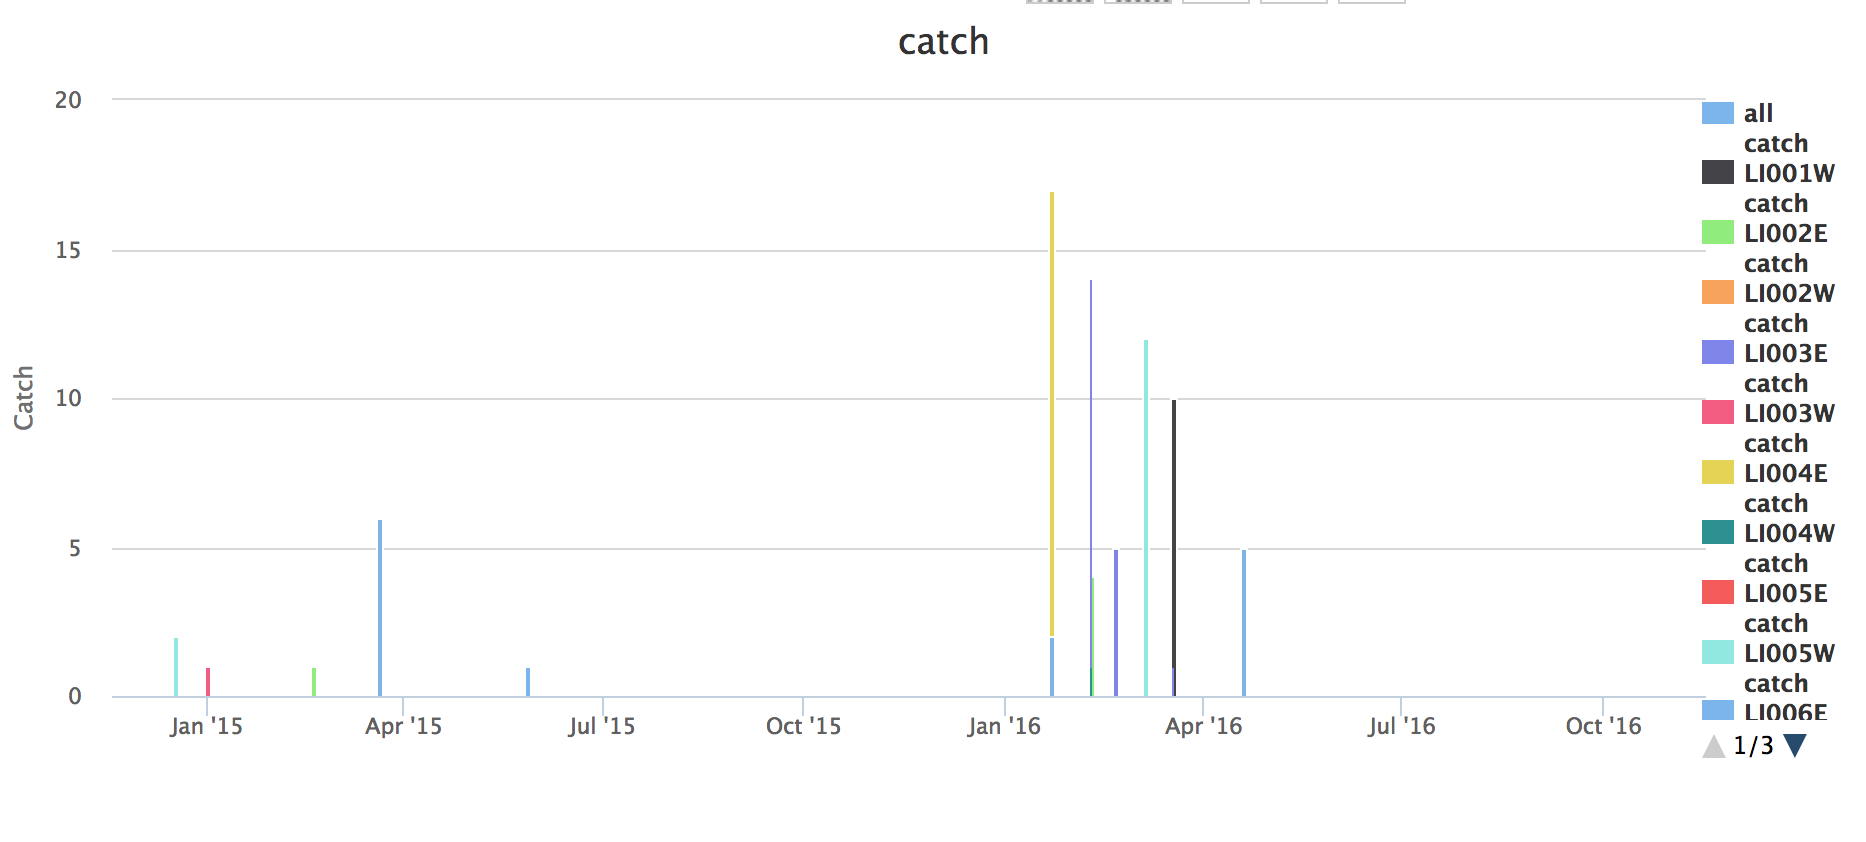 catch
20
15
10
5
0
Catch
Jan '15
Apr '15
Jul '15
Oct '15
Jan '16
Apr '16
Jul '16
Oct '16
all
catch
LI001W
catch
LI002E
catch
LI002W
catch
LI003E
catch
LI003W
catch
LI004E
catch
LI004W
catch
LI005E
catch
LI005W
catch
LI006E
1/3